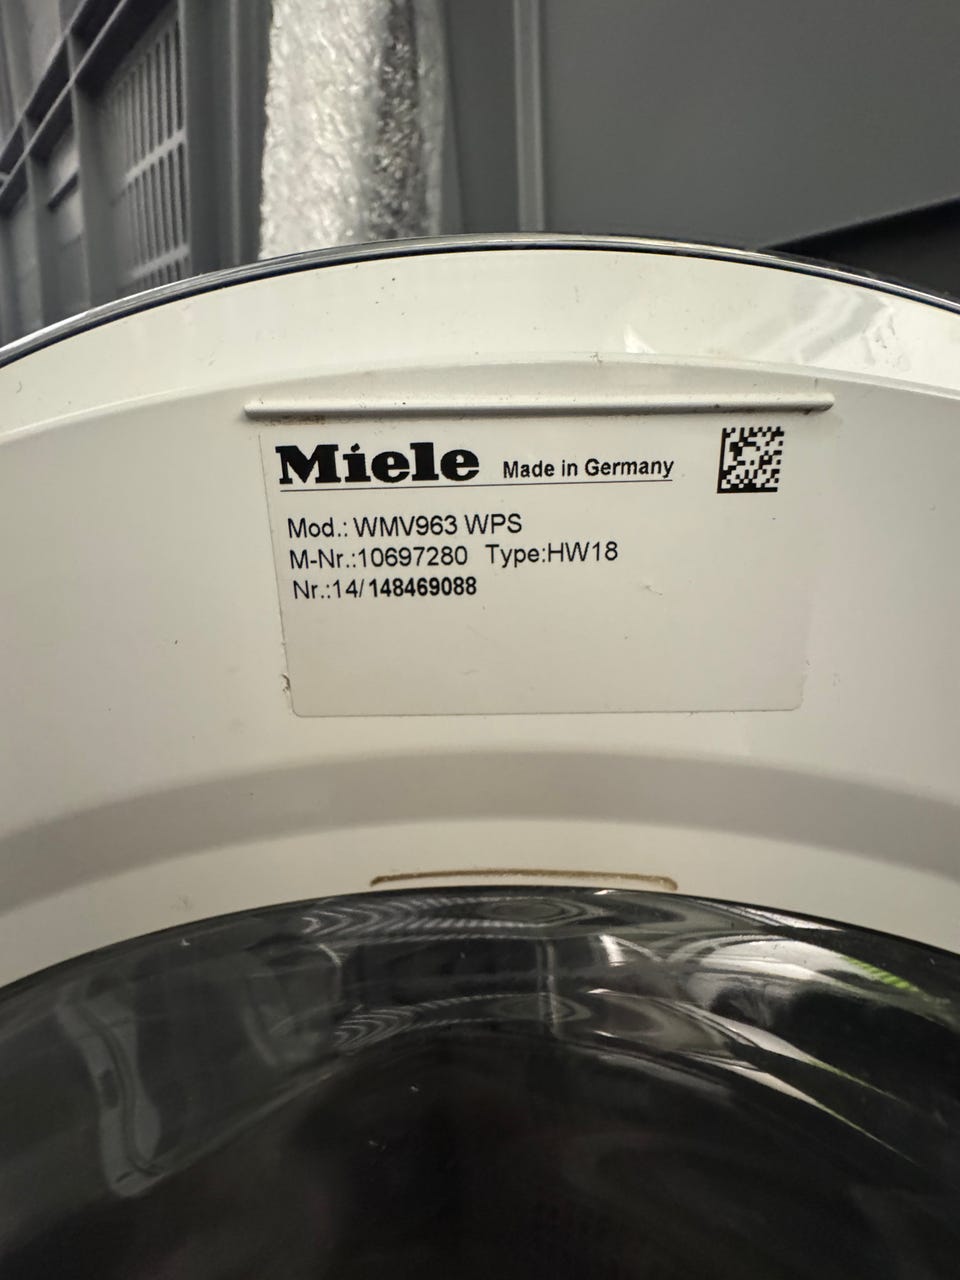 Miele Made in Germany
Mod.: WMV963 WPS
M-Nr.:10697280 Type:HW18
Nr.:14/148469088